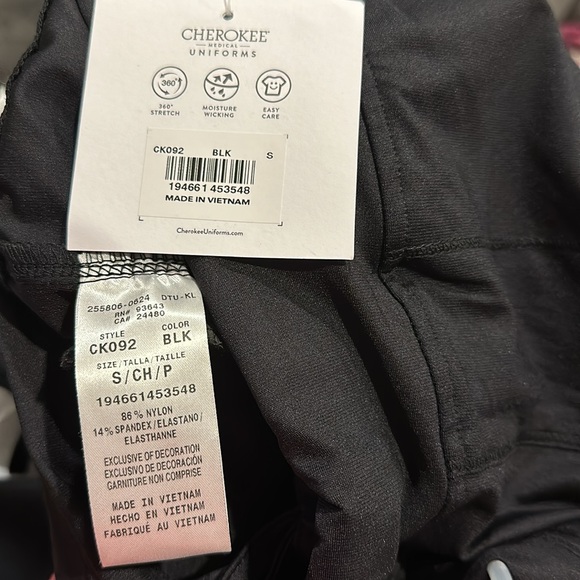 CHEROKEE
MEDICAL
UNIFORMS
360°
360°
STRETCH
MOISTURE
WICKING
EASY
CARE
CK092 BLK S
194661 453548
MADE IN VIETNAM
CherokeeUniforms.com
255806-0624 DTU-KL
RN# 93643
CA# 24480
STYLE COLOR
CK092 BLK
SIZE/TALLA/TAILLE
S/CH/P
194661453548
86% NYLON
14% SPANDEX/ELASTANO/
ELASTHANNE
EXCLUSIVE OF DECORATION
EXCLUSIVO DE DECORACIÓN
GARNITURE NON COMPRISE
MADE IN VIETNAM
HECHO EN VIETNAM
FABRIQUÉ AU VIETNAM